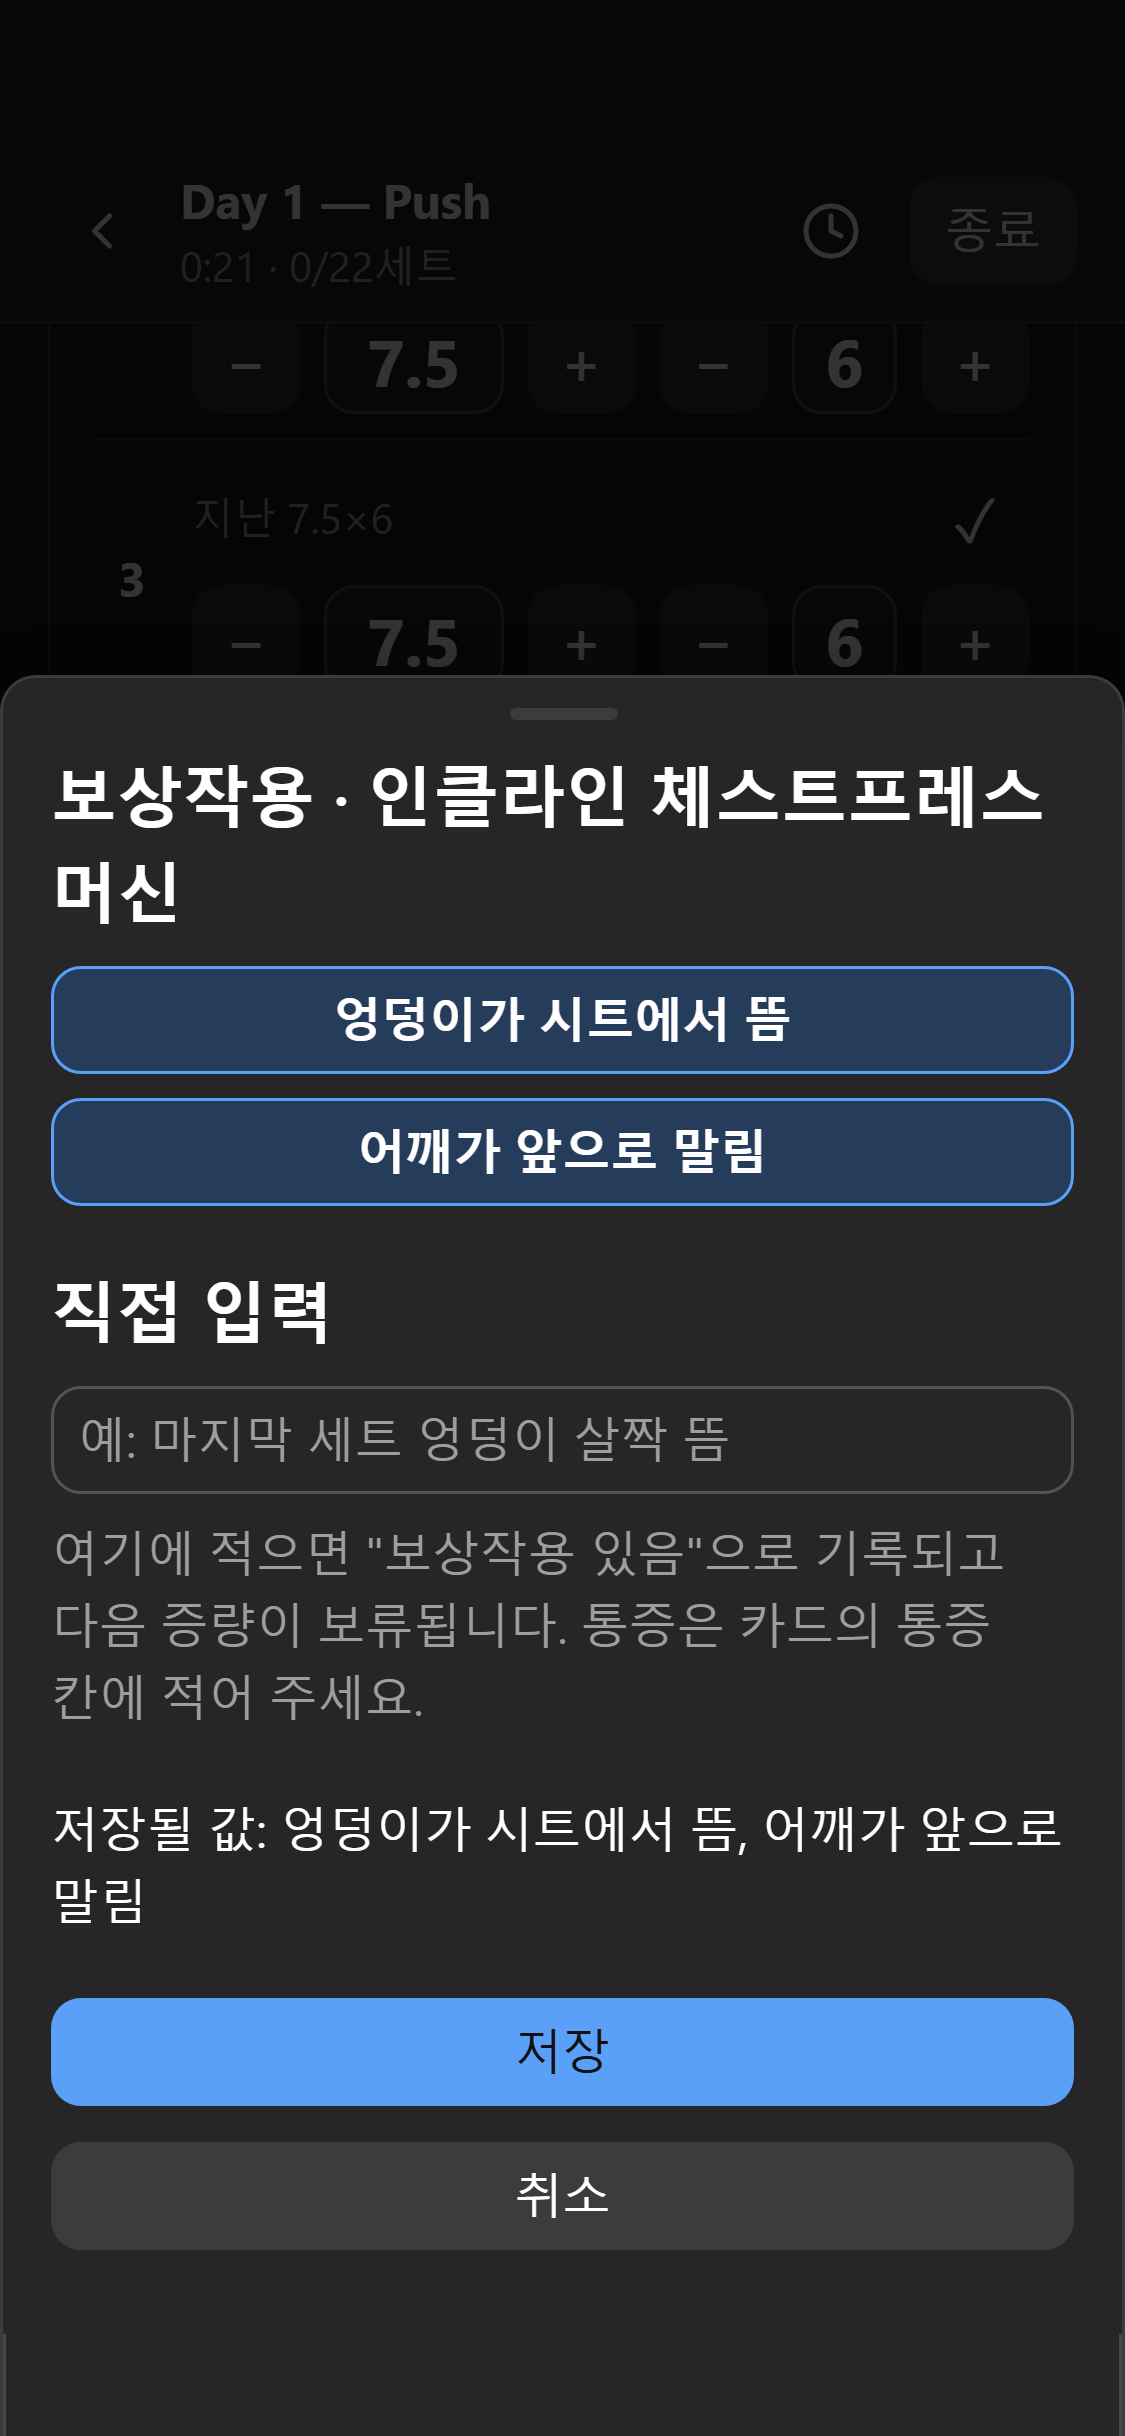 Day 1 — Push
0:21 · 0/22세트
종료
− 7.5 + − 6 +
지난 7.5×6
✓
3
− 7.5 + − 6 +
보상작용 · 인클라인 체스트프레스
머신
엉덩이가 시트에서 뜸
어깨가 앞으로 말림
직접 입력
예: 마지막 세트 엉덩이 살짝 뜸
여기에 적으면 "보상작용 있음"으로 기록되고
다음 증량이 보류됩니다. 통증은 카드의 통증
칸에 적어 주세요.
저장될 값: 엉덩이가 시트에서 뜸, 어깨가 앞으로
말림
저장
취소